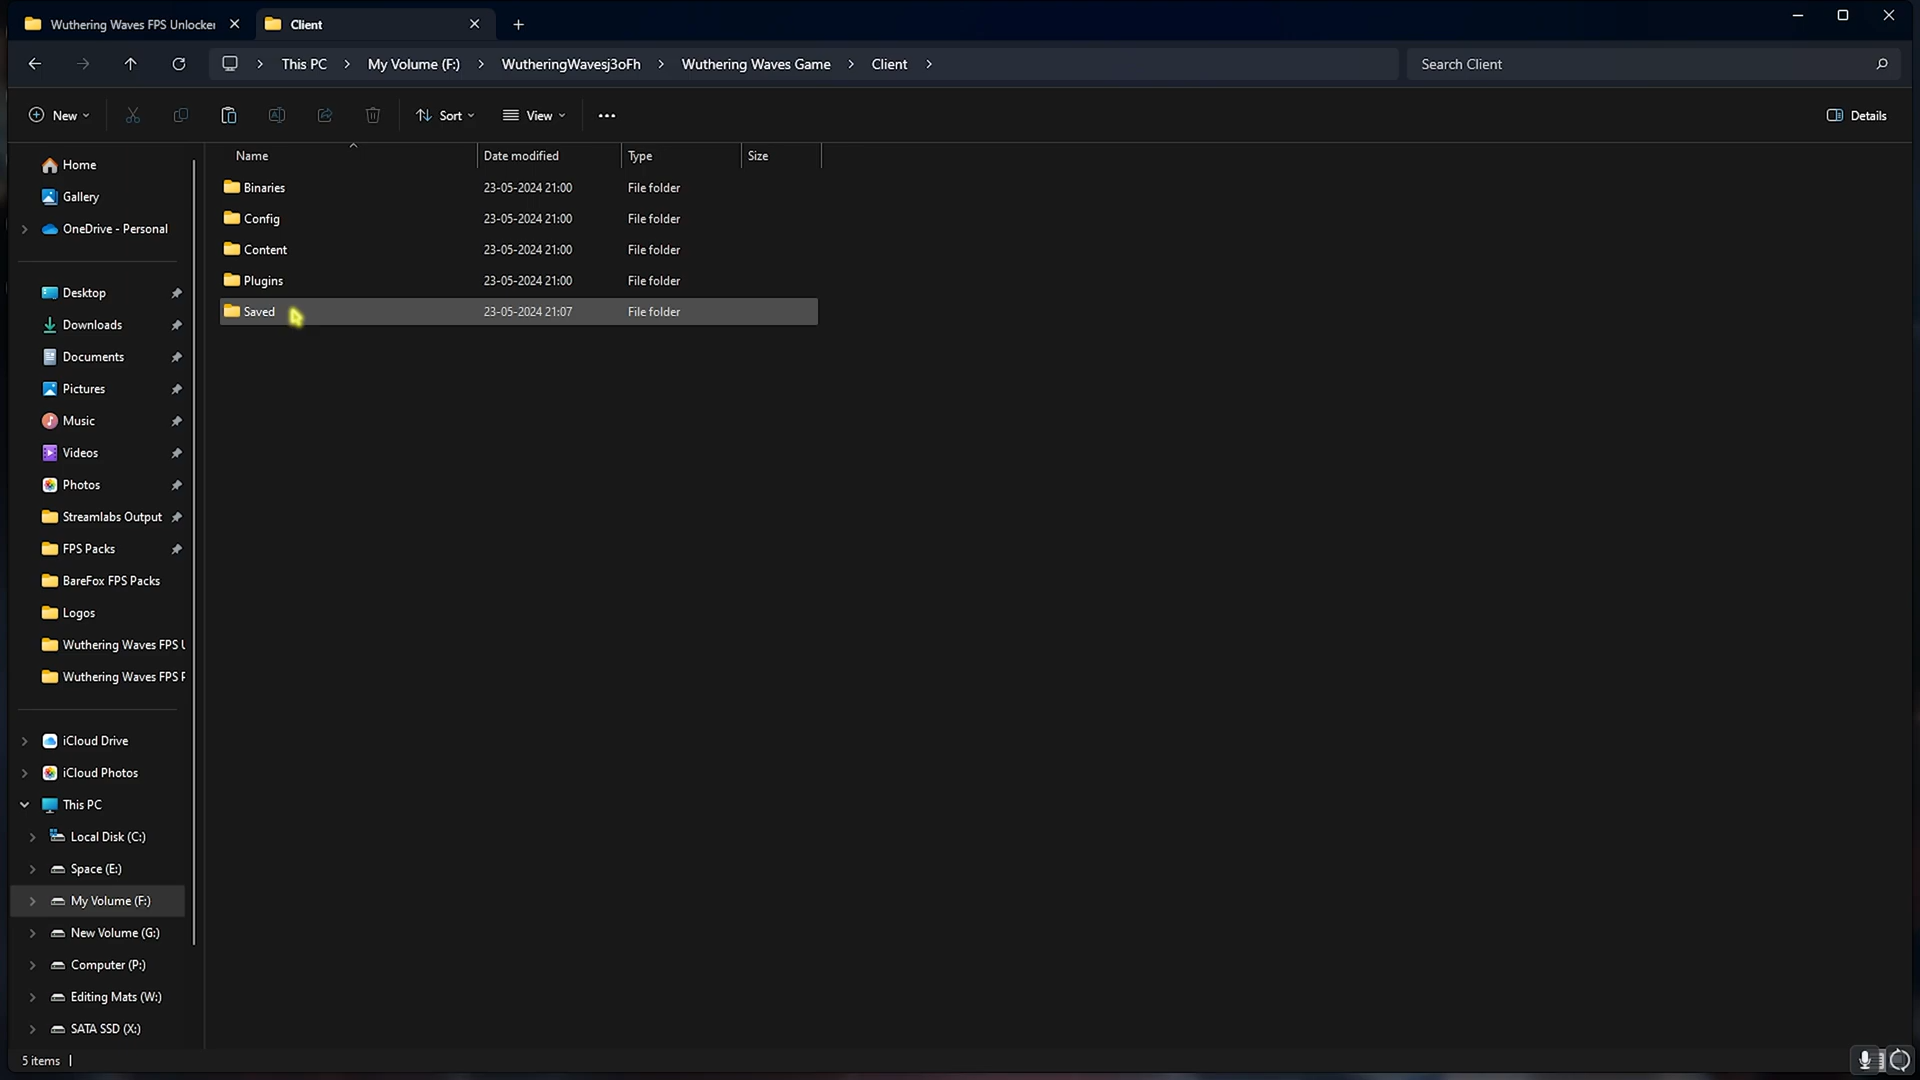 Wuthering Waves FPS Unlocker
Client
This PC > My Volume (F:) > WutheringWavesj3oFh > Wuthering Waves Game > Client >
Search Client
New
Sort
View
Details
Name Date modified Type Size
Binaries 23-05-2024 21:00 File folder
Config 23-05-2024 21:00 File folder
Content 23-05-2024 21:00 File folder
Plugins 23-05-2024 21:00 File folder
Saved 23-05-2024 21:07 File folder
Home
Gallery
OneDrive - Personal
Desktop
Downloads
Documents
Pictures
Music
Videos
Photos
Streamlabs Output
FPS Packs
BareFox FPS Packs
Logos
Wuthering Waves FPS U
Wuthering Waves FPS P
iCloud Drive
iCloud Photos
This PC
Local Disk (C:)
Space (E:)
My Volume (F:)
New Volume (G:)
Computer (P:)
Editing Mats (W:)
SATA SSD (X:)
5 items